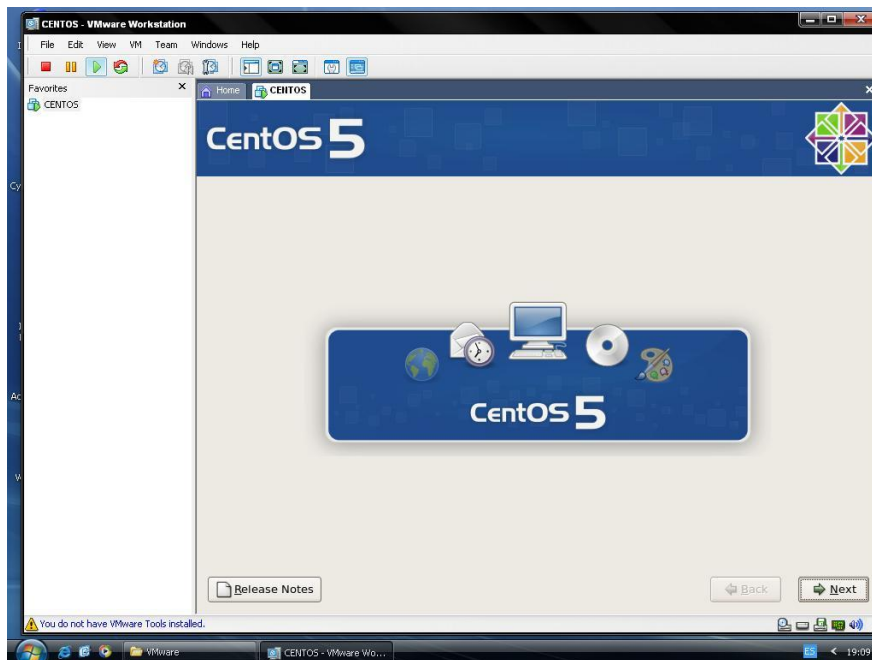 CENTOS - VMware Workstation
File Edit View VM Team Windows Help
Favorites
CENTOS
Home
CENTOS
CentOS 5
CentOS 5
Release Notes
Back
Next
You do not have VMware Tools installed.
VMware
CENTOS - VMware Wo...
ES
19:09